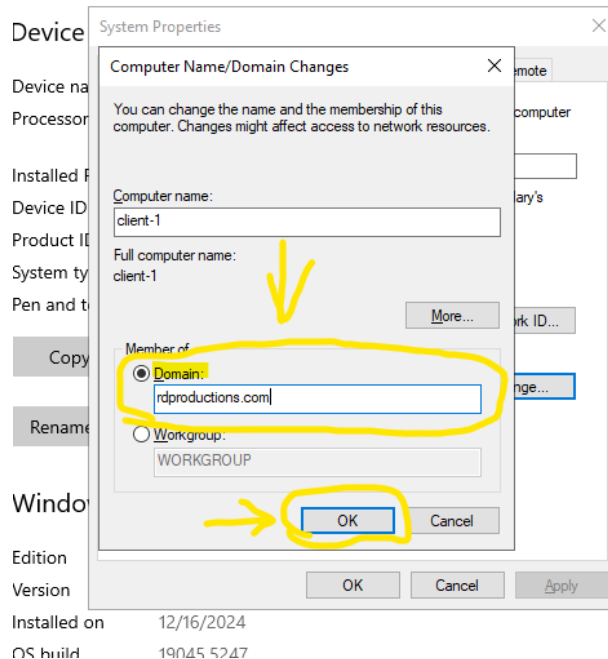 Device
System Properties
Computer Name/Domain Changes
emote
Device na
You can change the name and the membership of this
computer. Changes might affect access to network resources.
computer
Processor
Installed
Computer name:
ary's
Device ID
client-1
Product ID
Full computer name:
client-1
System ty
Pen and t
More...
rk ID...
Member of
Copy
Domain:
nge...
rdproductions.com
Rename
Workgroup:
WORKGROUP
Window
OK
Cancel
Edition
OK
Cancel
Apply
Version
Installed on
12/16/2024
OS build
19045.5247